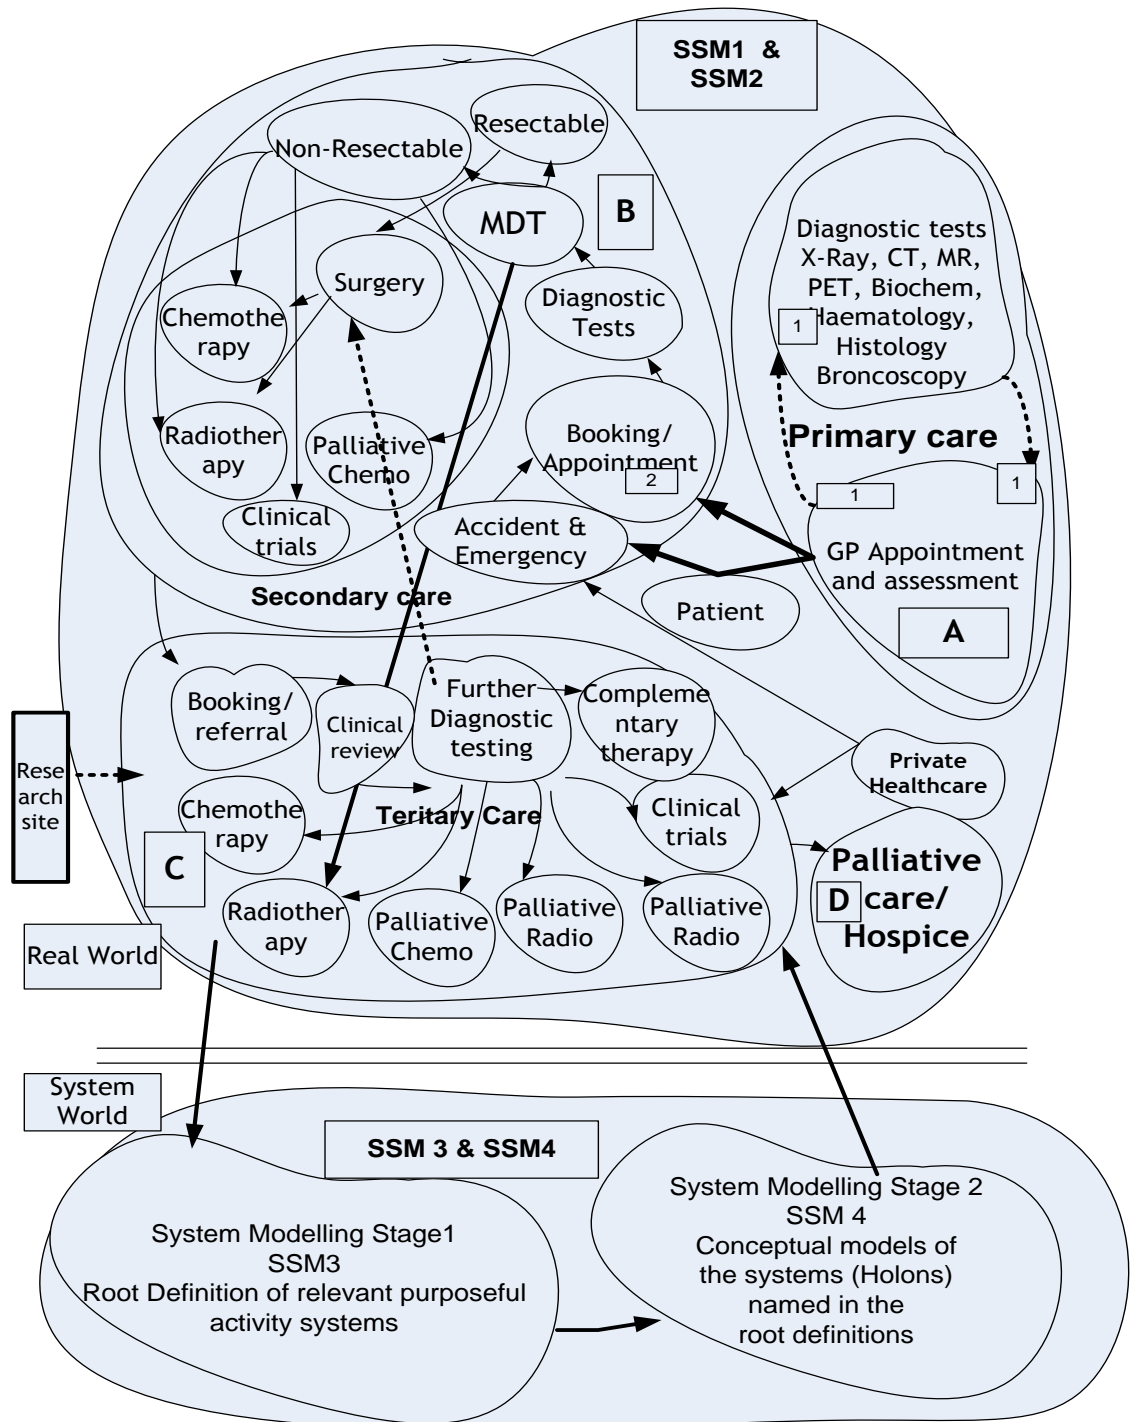 SSM1 &
SSM2
Resectable
Non-Resectable
MDT
B
Surgery
Chemothe
rapy
Diagnostic
Tests
Radiother
apy
Palliative
Chemo
Clinical
trials
Booking/
Appointment
2
Accident &
Emergency
Secondary care
Diagnostic tests
X-Ray, CT, MR,
PET, Biochem,
Haematology,
Histology
Broncoscopy
1
Primary care
1
1
GP Appointment
and assessment
A
Patient
Booking/
referral
Clinical
review
Further
Diagnostic
testing
Compleme
ntary
therapy
Private
Healthcare
Rese
arch
site
Chemothe
rapy
Teritary Care
Clinical
trials
C
Radiother
apy
Palliative
Chemo
Palliative
Radio
Palliative
Radio
Palliative
D care/
Hospice
Real World
System
World
SSM 3 & SSM4
System Modelling Stage1
SSM3
Root Definition of relevant purposeful
activity systems
System Modelling Stage 2
SSM 4
Conceptual models of
the systems (Holons)
named in the
root definitions